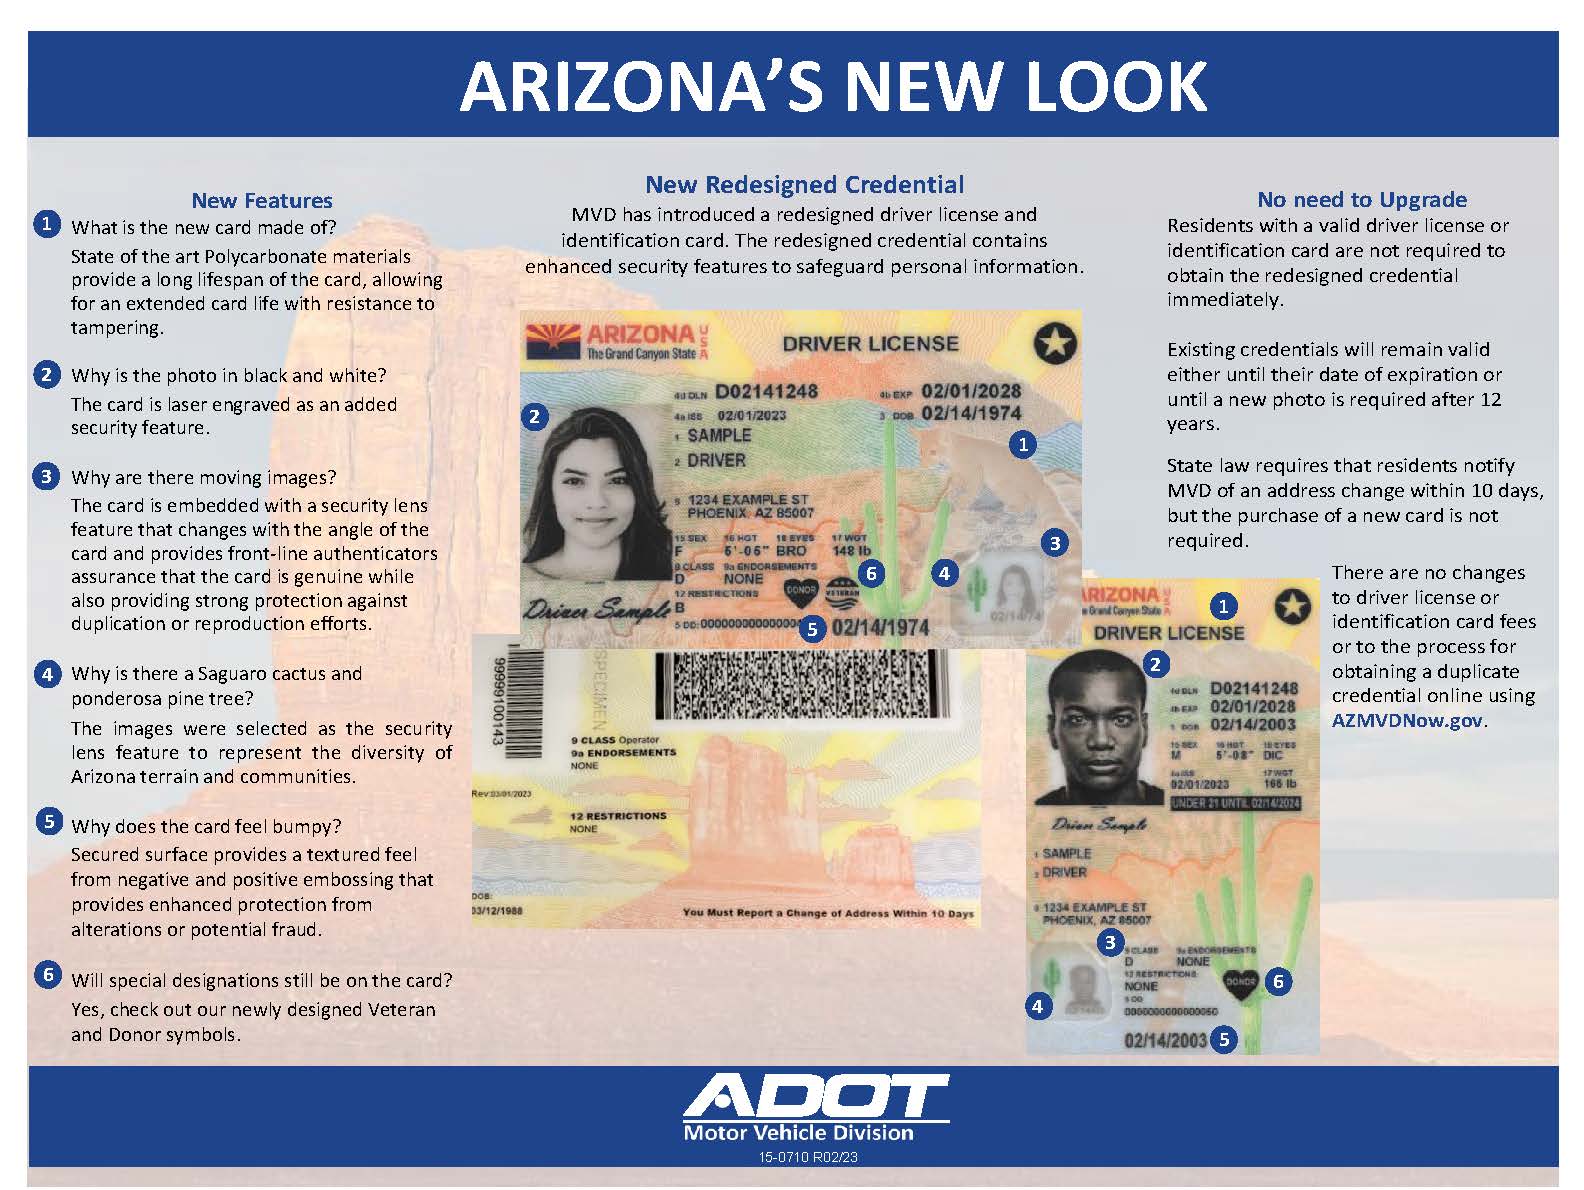 ARIZONA'S NEW LOOK
New Features
1 What is the new card made of?
State of the art Polycarbonate materials
provide a long lifespan of the card, allowing
for an extended card life with resistance to
tampering.
2 Why is the photo in black and white?
The card is laser engraved as an added
security feature.
3 Why are there moving images?
The card is embedded with a security lens
feature that changes with the angle of the
card and provides front-line authenticators
assurance that the card is genuine while
also providing strong protection against
duplication or reproduction efforts.
4 Why is there a Saguaro cactus and
ponderosa pine tree?
The images were selected as the security
lens feature to represent the diversity of
Arizona terrain and communities.
5 Why does the card feel bumpy?
Secured surface provides a textured feel
from negative and positive embossing that
provides enhanced protection from
alterations or potential fraud.
6 Will special designations still be on the card?
Yes, check out our newly designed Veteran
and Donor symbols.
New Redesigned Credential
MVD has introduced a redesigned driver license and
identification card. The redesigned credential contains
enhanced security features to safeguard personal information.
ARIZONA USA
The Grand Canyon State
DRIVER LICENSE
4d DLN D02141248
4b EXP 02/01/2028
4a ISS 02/01/2023
3 DOB 02/14/1974
2
1 SAMPLE
1
2 DRIVER
8 1234 EXAMPLE ST
PHOENIX, AZ 85007
15 SEX 16 HGT 18 EYES 17 WGT
F 5'-05" BRO 148 lb
3
9 CLASS 9a ENDORSEMENTS
D NONE
6
4
12 RESTRICTIONS
B
DONOR
VETERAN
Driver Sample
5 DD:
5
02/14/1974
02/14/1974
99999100143
SPECIMEN
9 CLASS Operator
9a ENDORSEMENTS
NONE
Rev 03/01/2023
12 RESTRICTIONS
NONE
DOB:
03/12/1988
You Must Report a Change of Address Within 10 Days
ARIZONA
Grand Canyon State
1
DRIVER LICENSE
2
4d DLN D02141248
4b EXP 02/01/2028
3 DOB 02/14/2003
15 SEX 16 HGT 18 EYES
M 5'-08" DIC
4a ISS 17 WGT
02/01/2023 166 lb
UNDER 21 UNTIL 02/14/2024
Driver Sample
1 SAMPLE
2 DRIVER
8 1234 EXAMPLE ST
PHOENIX, AZ 85007
3
9 CLASS 9a ENDORSEMENTS
D NONE
12 RESTRICTIONS
NONE
DONOR
6
4
5 DD
5
02/14/2003
No need to Upgrade
Residents with a valid driver license or
identification card are not required to
obtain the redesigned credential
immediately.
Existing credentials will remain valid
either until their date of expiration or
until a new photo is required after 12
years.
State law requires that residents notify
MVD of an address change within 10 days,
but the purchase of a new card is not
required.
There are no changes
to driver license or
identification card fees
or to the process for
obtaining a duplicate
credential online using
AZMVDNow.gov.
ADOT
Motor Vehicle Division
15-0710 R02/23